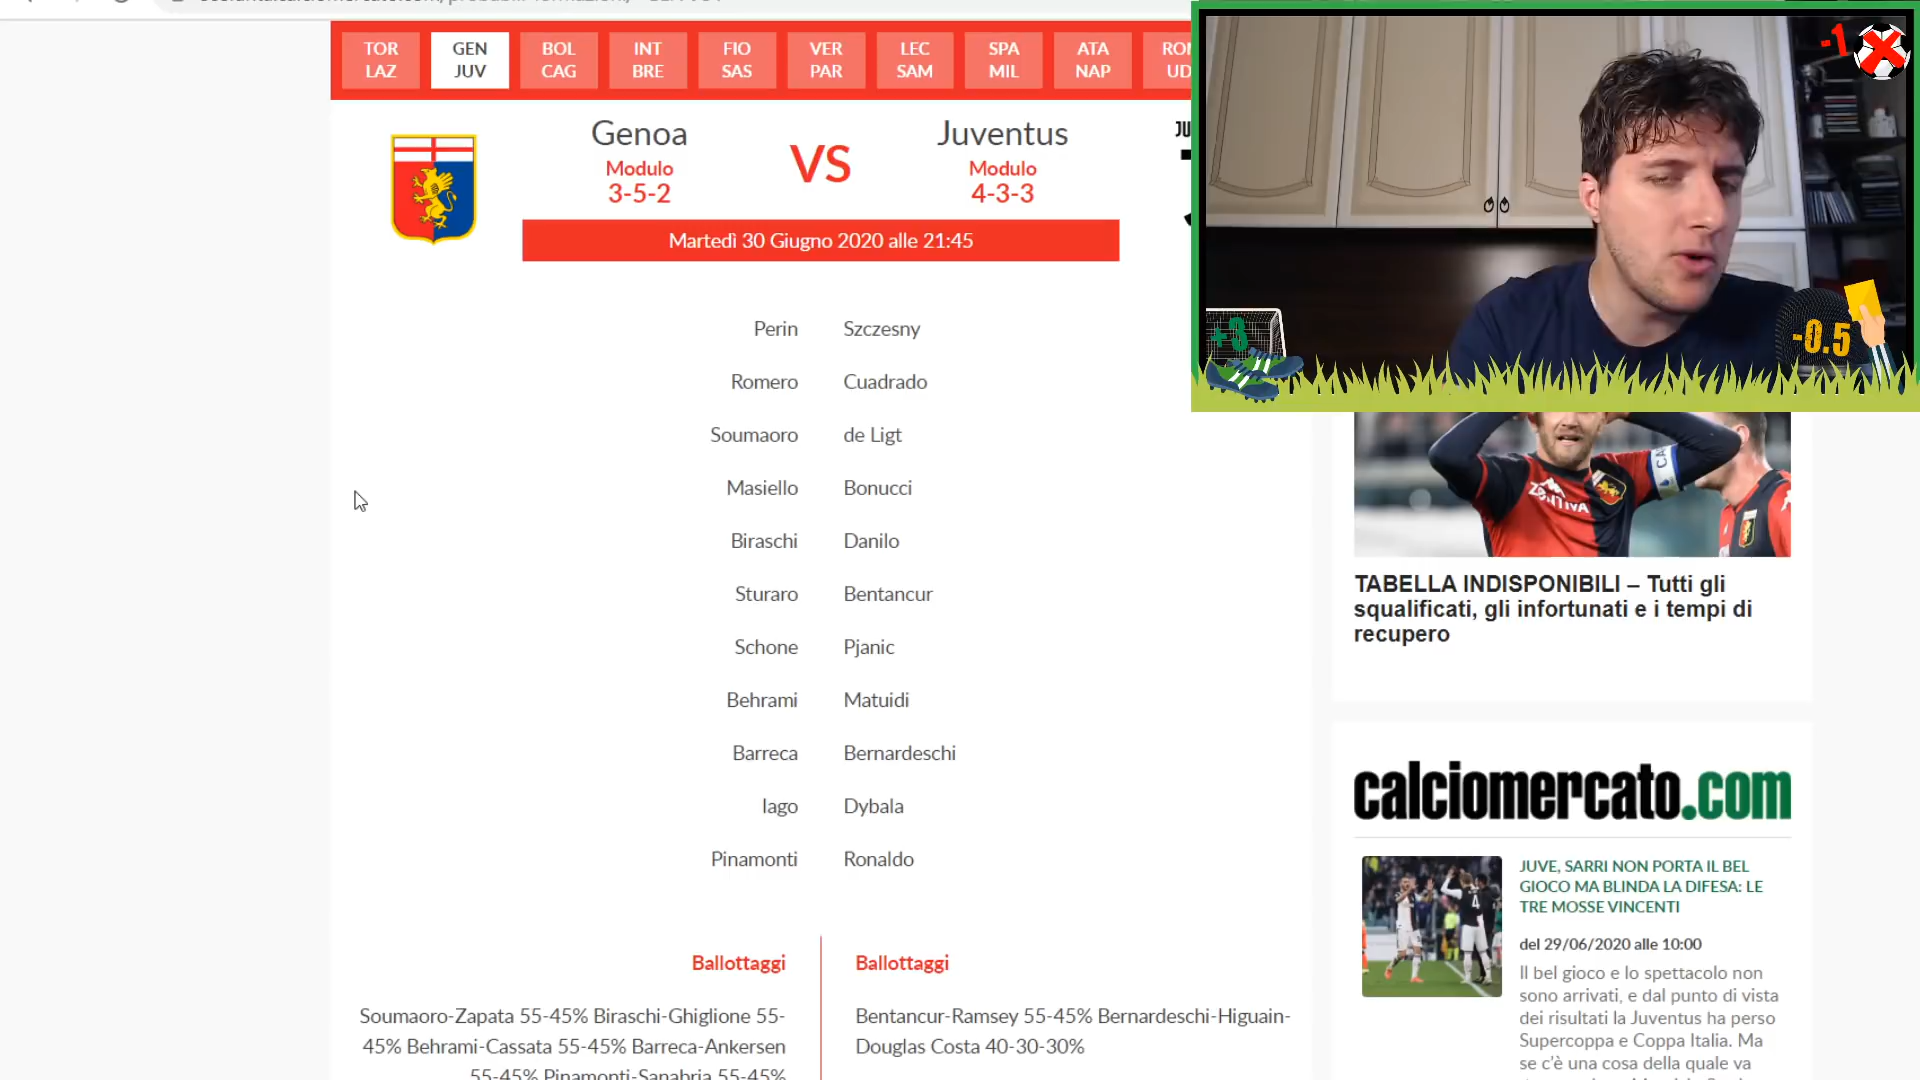 TOR
LAZ
GEN
JUV
BOL
CAG
INT
BRE
FIO
SAS
VER
PAR
LEC
SAM
SPA
MIL
ATA
NAP
Genoa
Modulo
3-5-2
VS
Juventus
Modulo
4-3-3
Martedì 30 Giugno 2020 alle 21:45
Perin Szczesny
Romero Cuadrado
Soumaoro de Ligt
Masiello Bonucci
Biraschi Danilo
Sturaro Bentancur
Schone Pjanic
Behrami Matuidi
Barreca Bernardeschi
Iago Dybala
Pinamonti Ronaldo
Ballottaggi
Soumaoro-Zapata 55-45% Biraschi-Ghiglione 55-
45% Behrami-Cassata 55-45% Barreca-Ankersen
55-45% Pinamonti-Sanabria 55-45%
Ballottaggi
Bentancur-Ramsey 55-45% Bernardeschi-Higuain-
Douglas Costa 40-30-30%
-1
+3
-0.5
TABELLA INDISPONIBILI – Tutti gli
squalificati, gli infortunati e i tempi di
recupero
calciomercato.com
JUVE, SARRI NON PORTA IL BEL
GIOCO MA BLINDA LA DIFESA: LE
TRE MOSSE VINCENTI
del 29/06/2020 alle 10:00
Il bel gioco e lo spettacolo non
sono arrivati, e dal punto di vista
dei risultati la Juventus ha perso
Supercoppa e Coppa Italia. Ma
se c'è una cosa della quale va